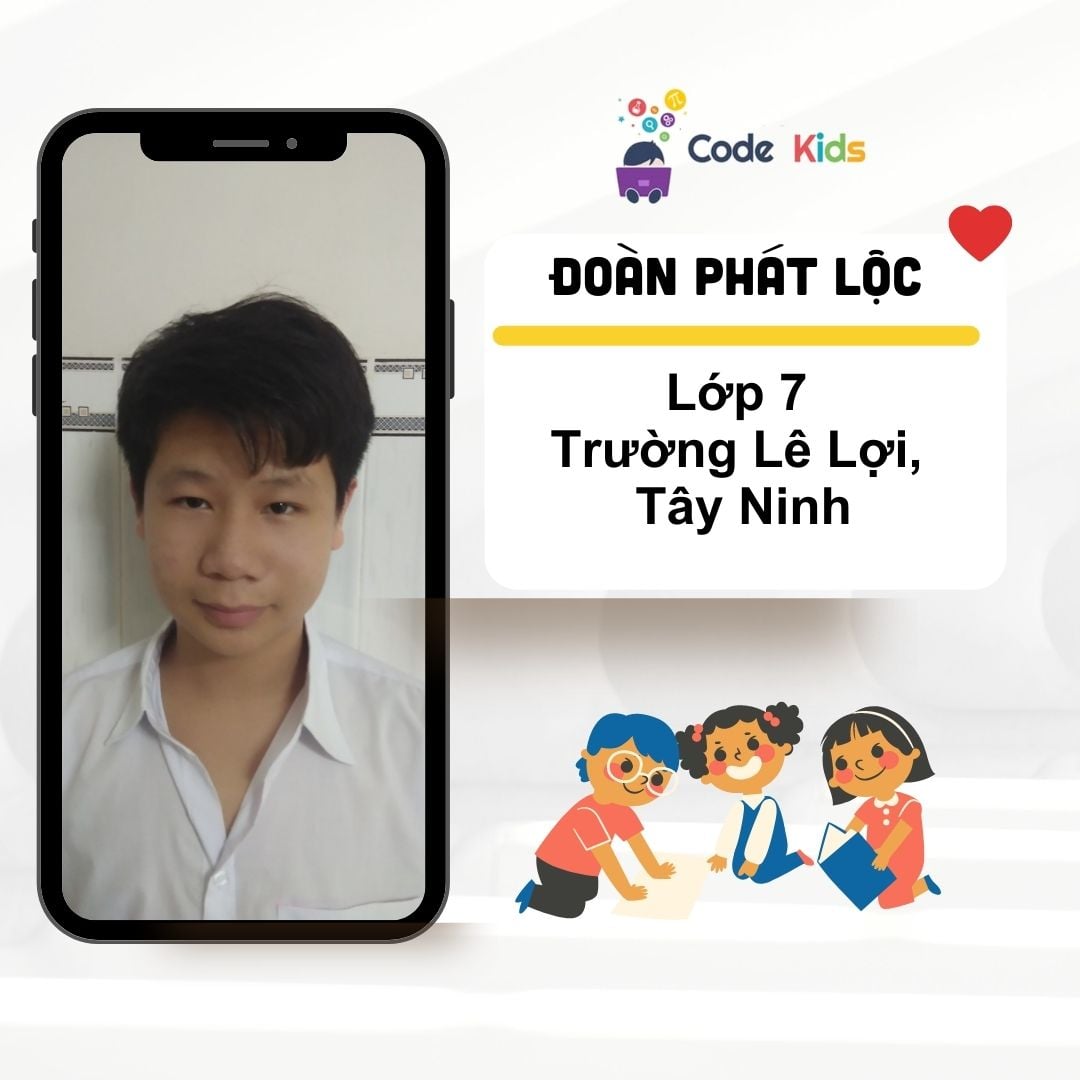 Code Kids
ĐOÀN PHÁT LỘC
Lớp 7
Trường Lê Lợi,
Tây Ninh